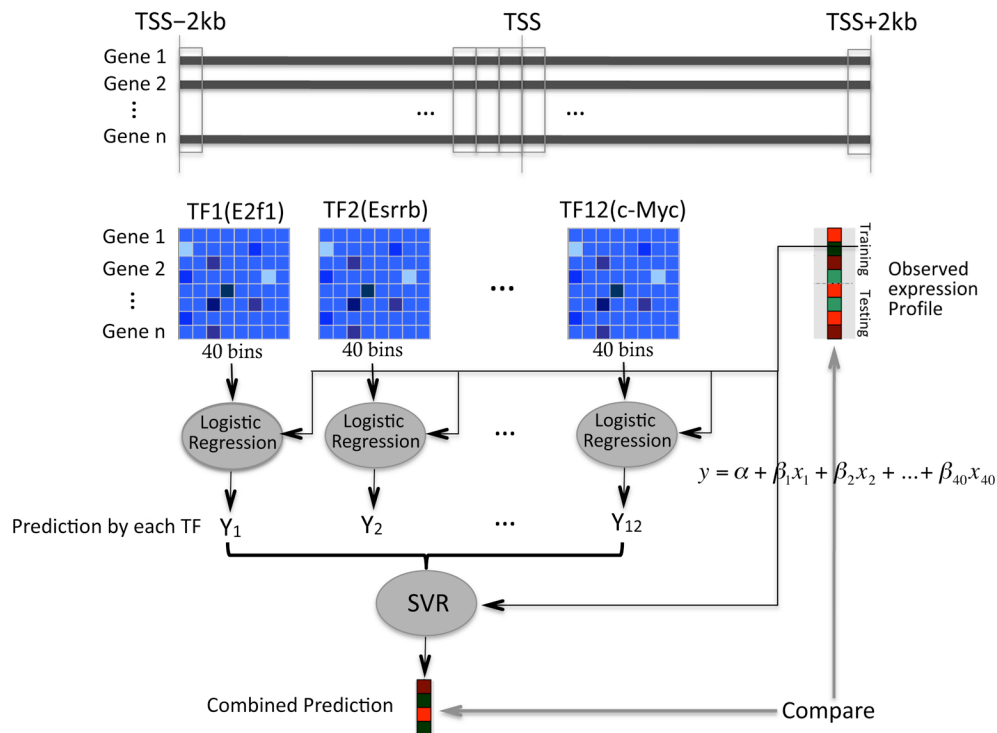 TSS−2kb TSS TSS+2kb
Gene 1
Gene 2
⋮
... ...
Gene n
TF1(E2f1) TF2(Esrrb) TF12(c-Myc)
Gene 1
Gene 2
⋮
Gene n
...
Training
Testing
Observed
expression
Profile
40 bins 40 bins 40 bins
Logistic
Regression
Logistic
Regression
...
Logistic
Regression
y = α + β₁x₁ + β₂x₂ + ...+ β₄₀x₄₀
Prediction by each TF Y₁ Y₂ ... Y₁₂
SVR
Combined Prediction
Compare